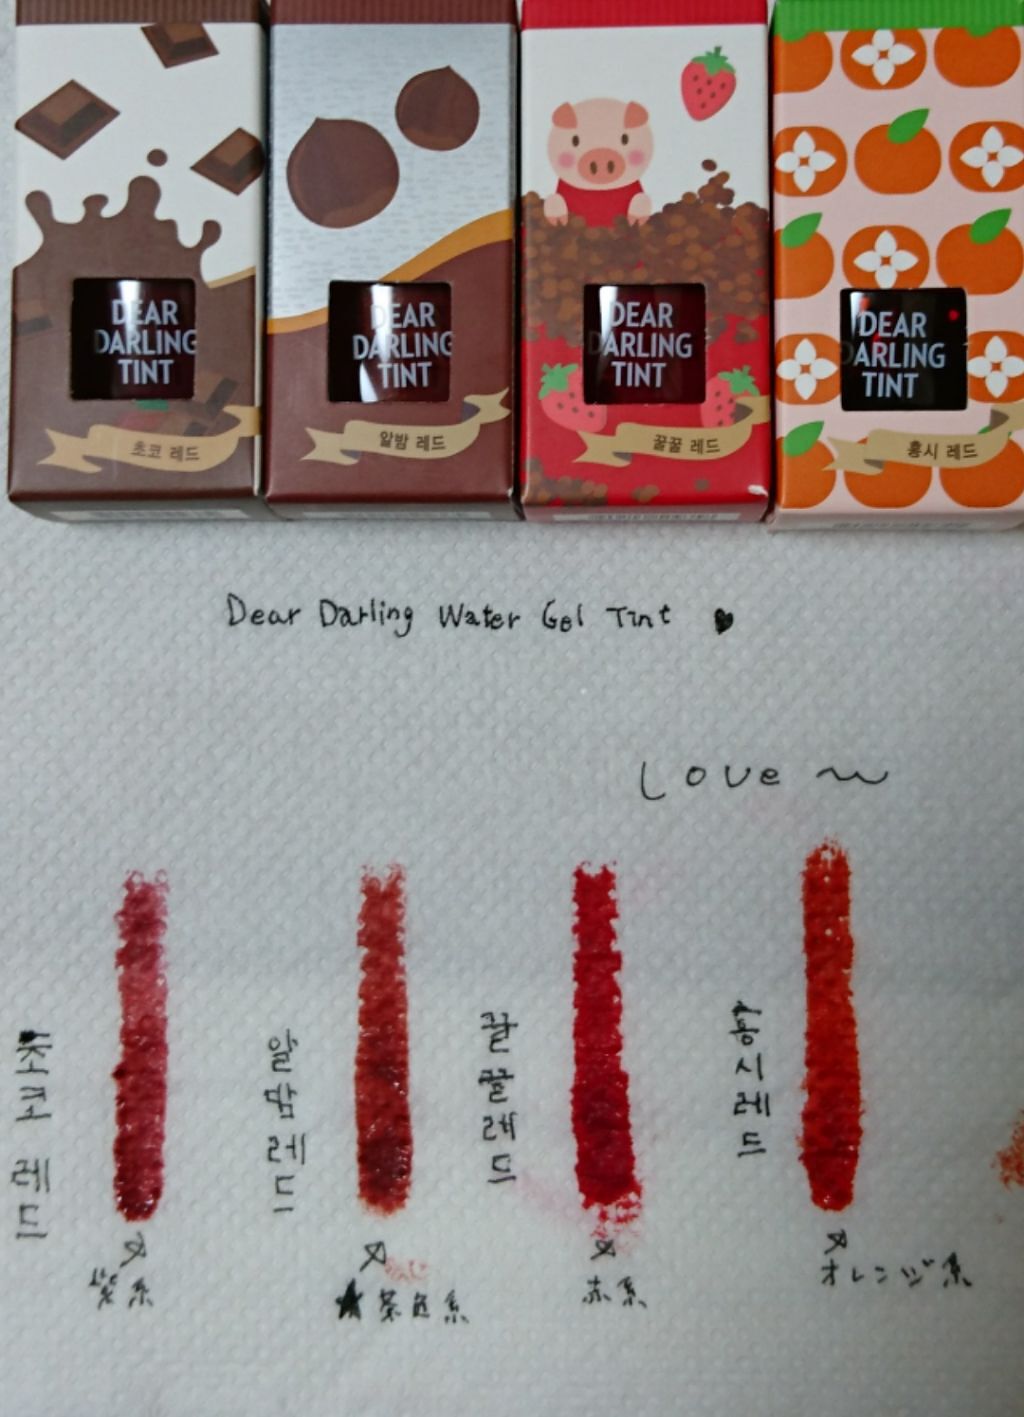 DEAR
DARLING
TINT
초코 레드
DEAR
DARLING
TINT
알밤 레드
DEAR
DARLING
TINT
꿀꿀 레드
DEAR
DARLING
TINT
홍시 레드
Dear Darling Water Gel Tint ♥
Love ~
초코 레드
알밤 레드
꿀꿀레드
홍시레드
紫系
茶色系
赤系
オレンジ系